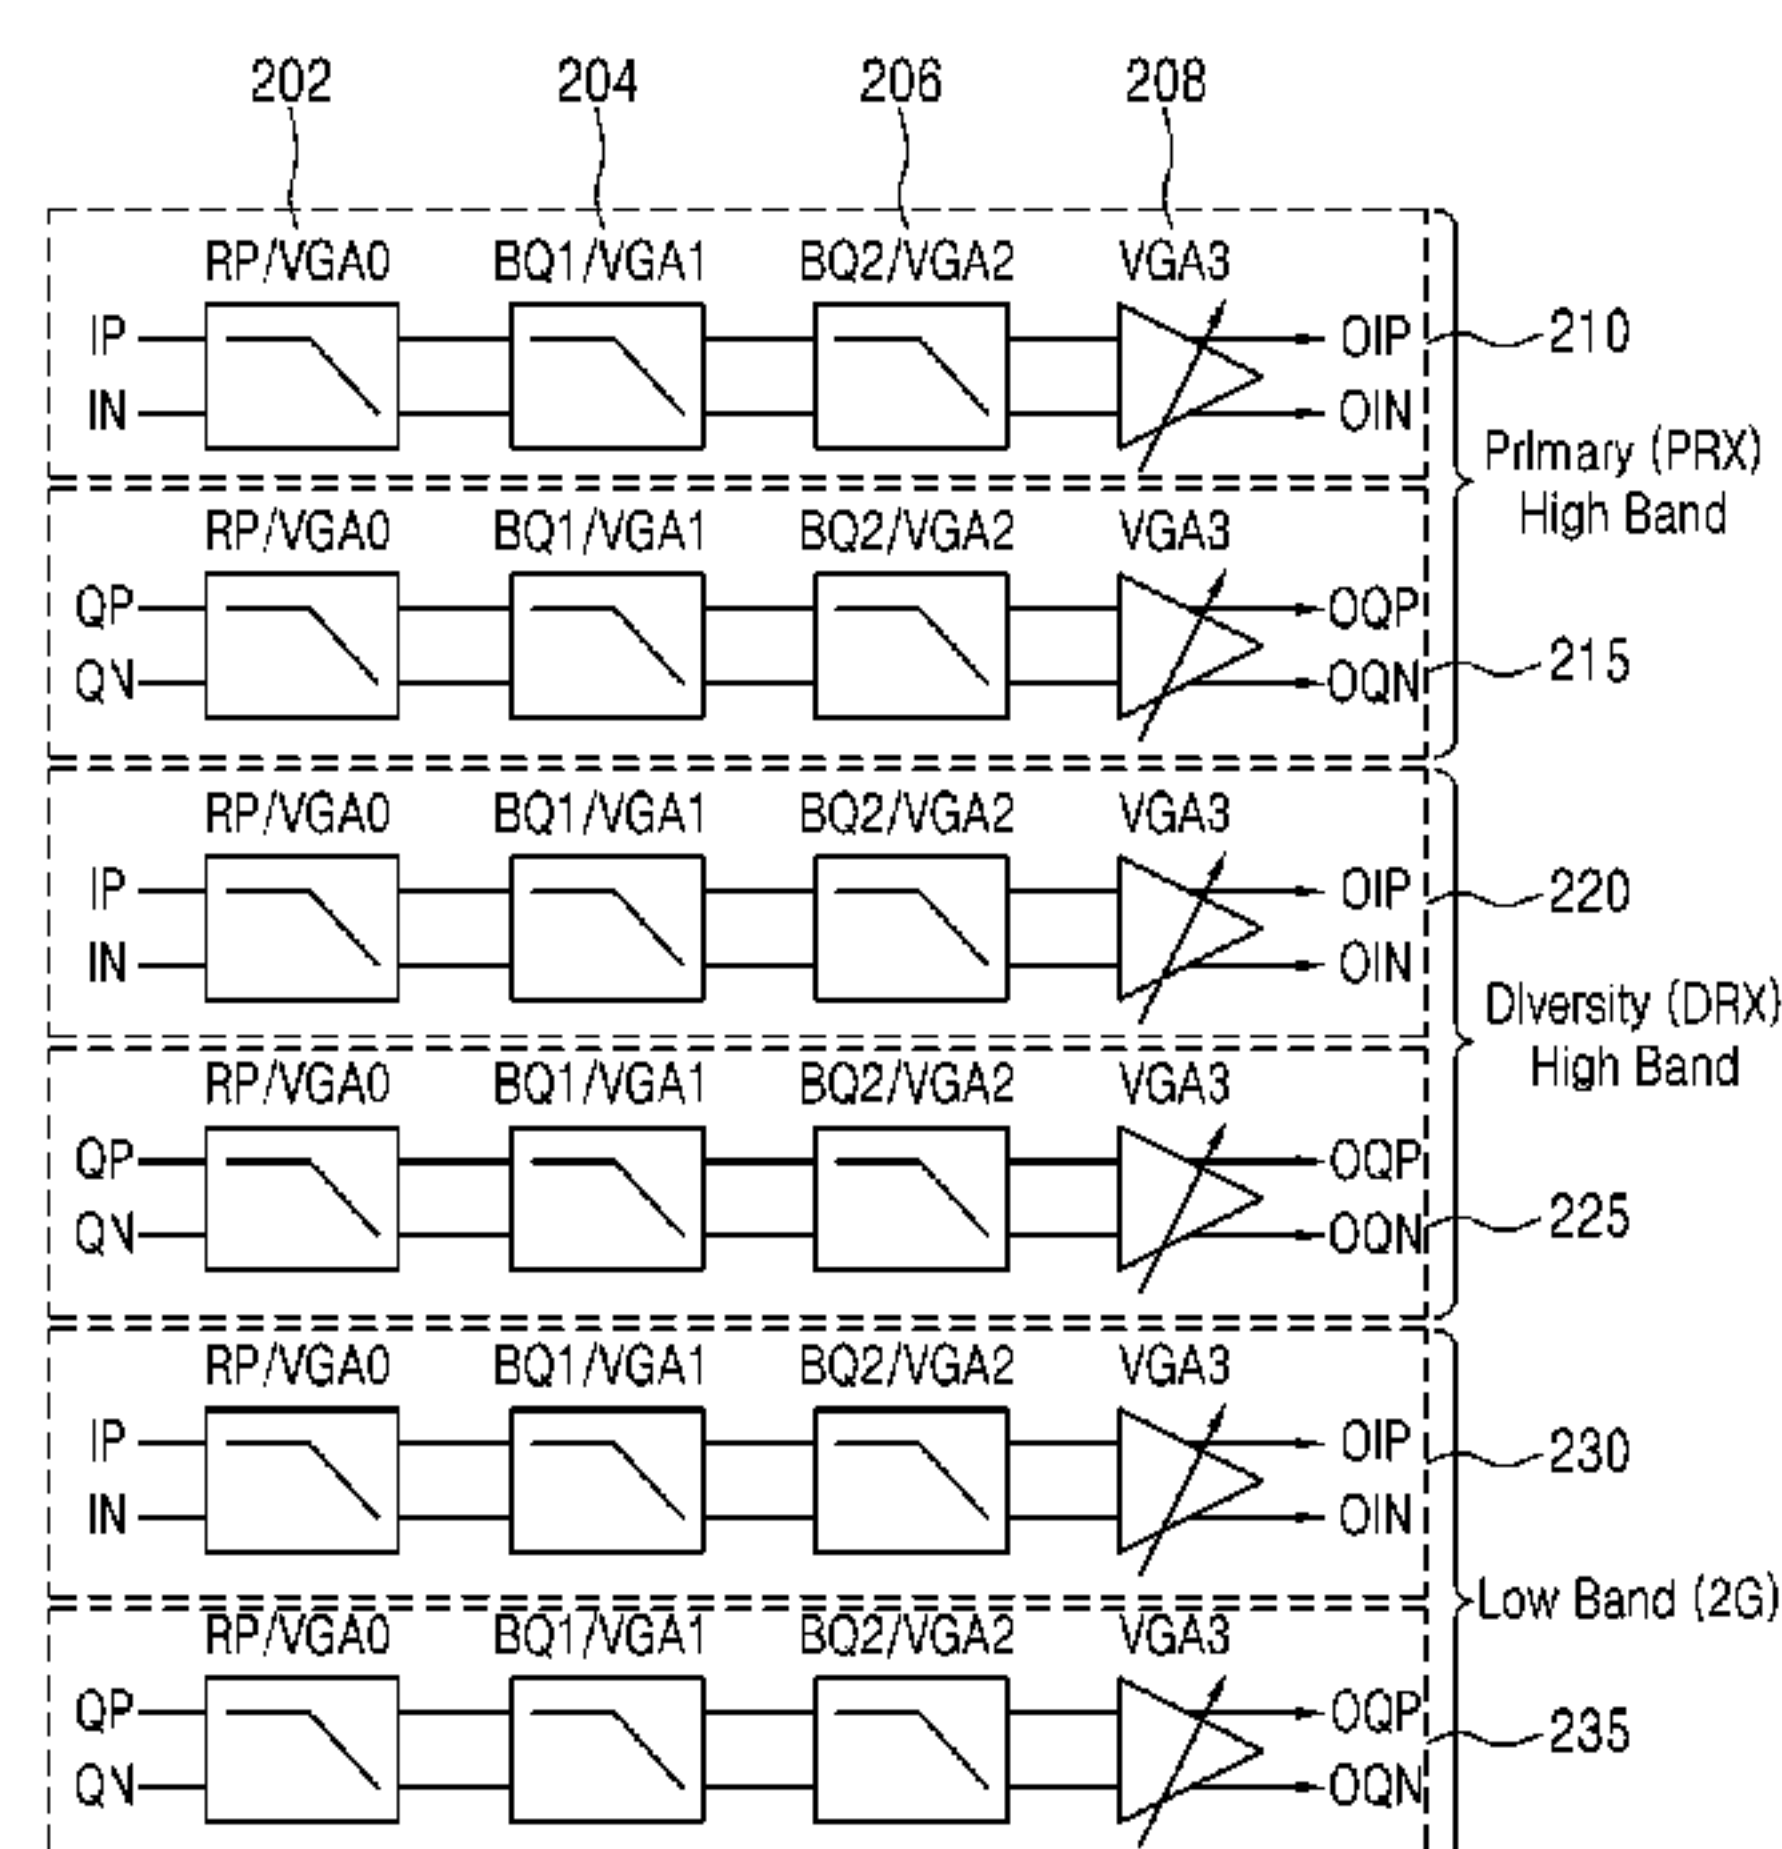 202 204 206 208
RP/VGA0 BQ1/VGA1 BQ2/VGA2 VGA3
IP OIP 210
IN OIN
Primary (PRX)
High Band
RP/VGA0 BQ1/VGA1 BQ2/VGA2 VGA3
QP OQP
QN OQN 215
RP/VGA0 BQ1/VGA1 BQ2/VGA2 VGA3
IP OIP 220
IN OIN
Diversity (DRX)
High Band
RP/VGA0 BQ1/VGA1 BQ2/VGA2 VGA3
QP OQP
QN OQN 225
RP/VGA0 BQ1/VGA1 BQ2/VGA2 VGA3
IP OIP 230
IN OIN
Low Band (2G)
RP/VGA0 BQ1/VGA1 BQ2/VGA2 VGA3
QP OQP 235
QN OQN